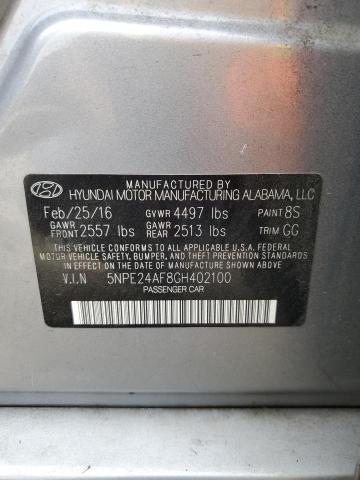 MANUFACTURED BY
HYUNDAI MOTOR MANUFACTURING ALABAMA, LLC
Feb/25/16 GVWR 4497 lbs PAINT 8S
GAWR FRONT 2557 lbs GAWR REAR 2513 lbs TRIM GG
THIS VEHICLE CONFORMS TO ALL APPLICABLE U.S.A. FEDERAL
MOTOR VEHICLE SAFETY, BUMPER, AND THEFT PREVENTION STANDARDS
IN EFFECT ON THE DATE OF MANUFACTURE SHOWN ABOVE.
V.I.N 5NPE24AF8GH402100
PASSENGER CAR